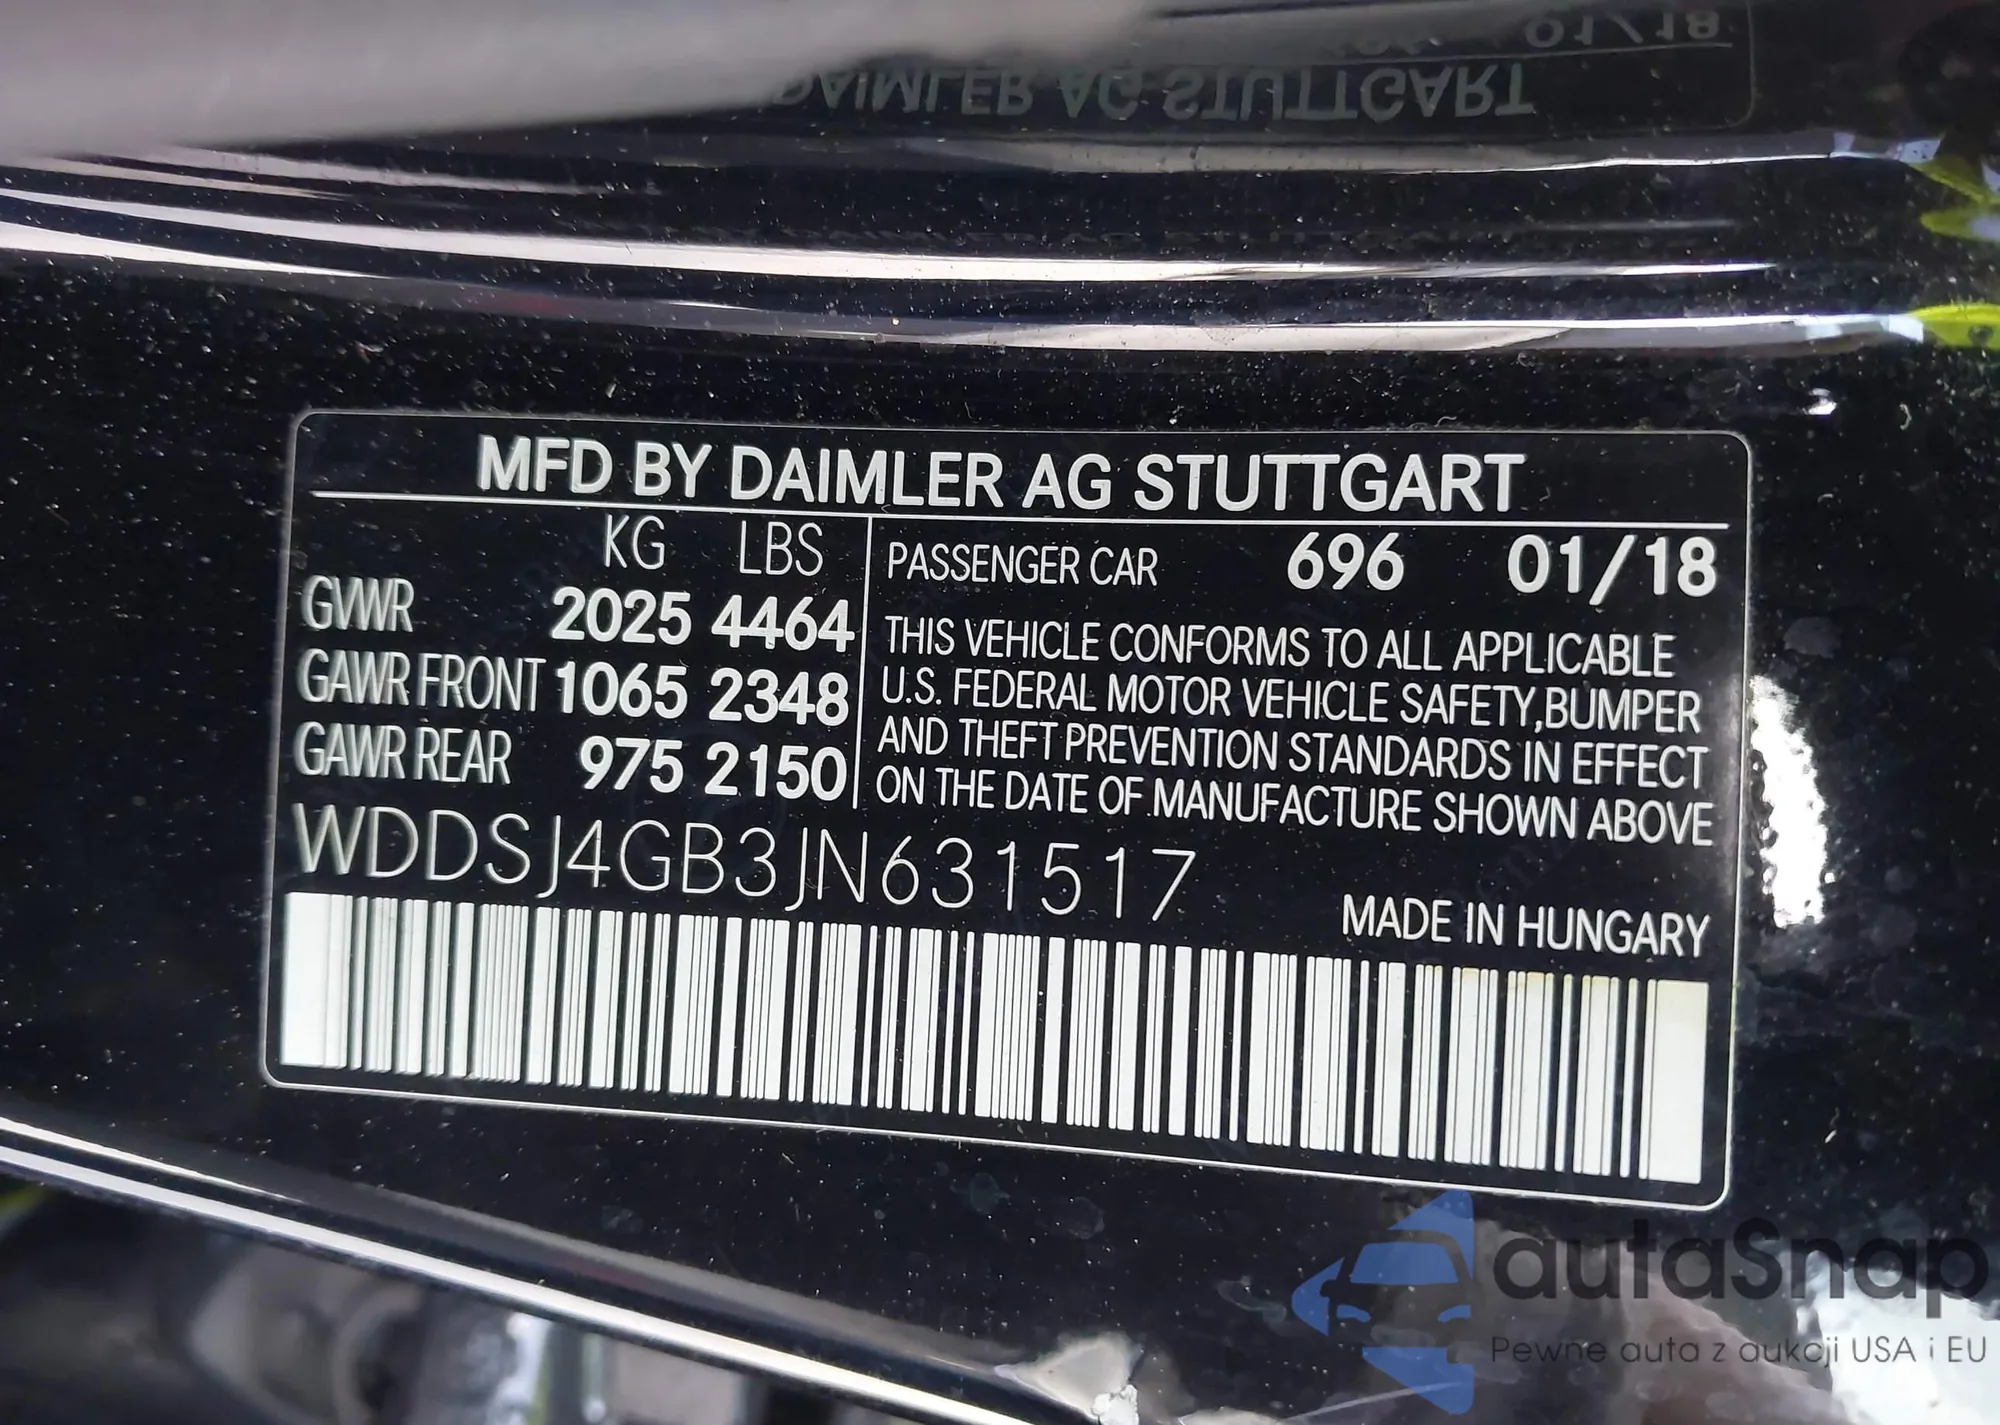 01/18
DAIMLER AG STUTTGART
MFD BY DAIMLER AG STUTTGART
KG LBS
GVWR 2025 4464
GAWR FRONT 1065 2348
GAWR REAR 975 2150
PASSENGER CAR 696 01/18
THIS VEHICLE CONFORMS TO ALL APPLICABLE
U.S. FEDERAL MOTOR VEHICLE SAFETY,BUMPER
AND THEFT PREVENTION STANDARDS IN EFFECT
ON THE DATE OF MANUFACTURE SHOWN ABOVE
WDDSJ4GB3JN631517
MADE IN HUNGARY
autaSnap
Pewne auta z aukcji USA i EU